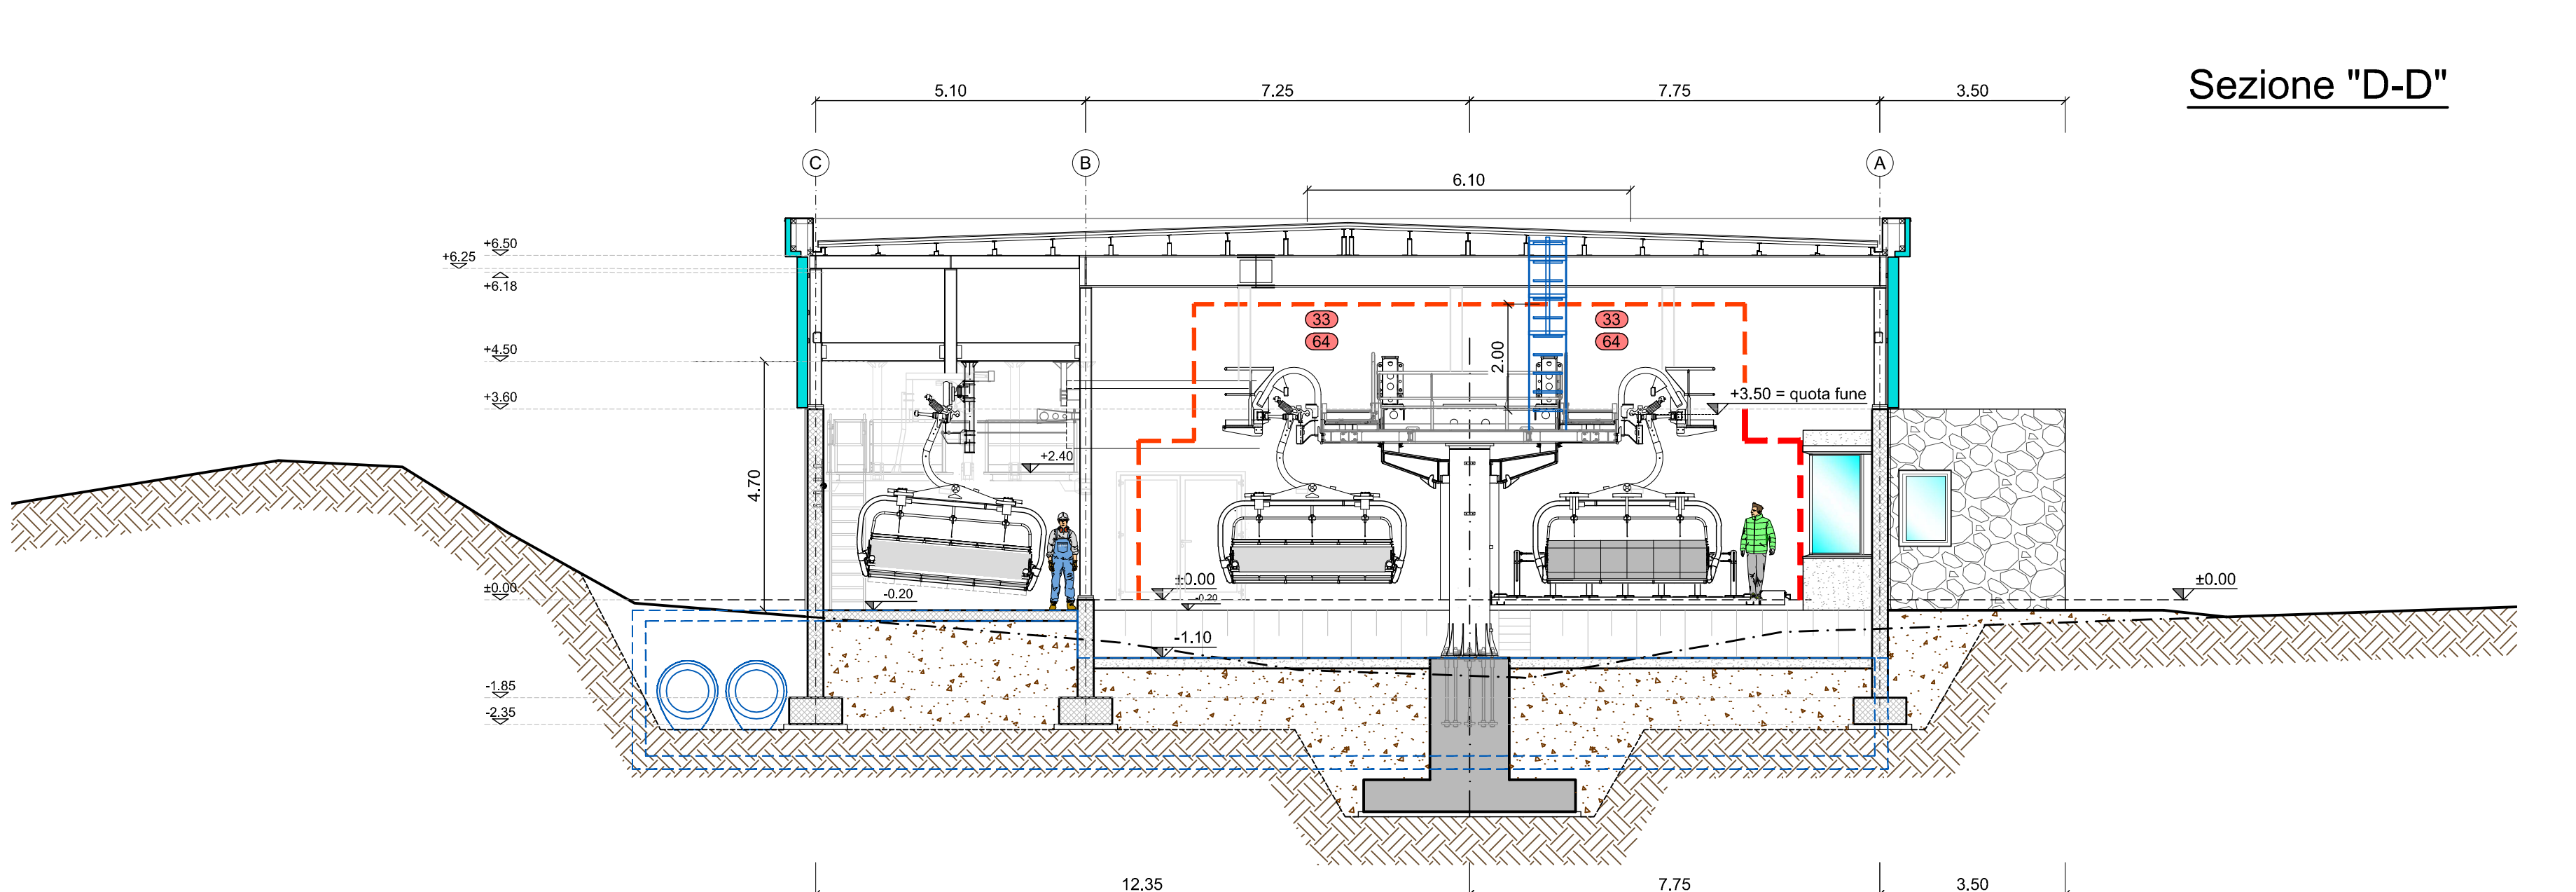 Sezione "D-D"
5.10 7.25 7.75 3.50
C B A
6.10
+6.50
+6.25
+6.18
33 33
64 64
+4.50
2.00
+3.60
+3.50 = quota fune
+2.40
4.70
±0.00 ±0.00 ±0.00
-0.20 -0.20
-1.10
-1.85
-2.35
12.35 7.75 3.50